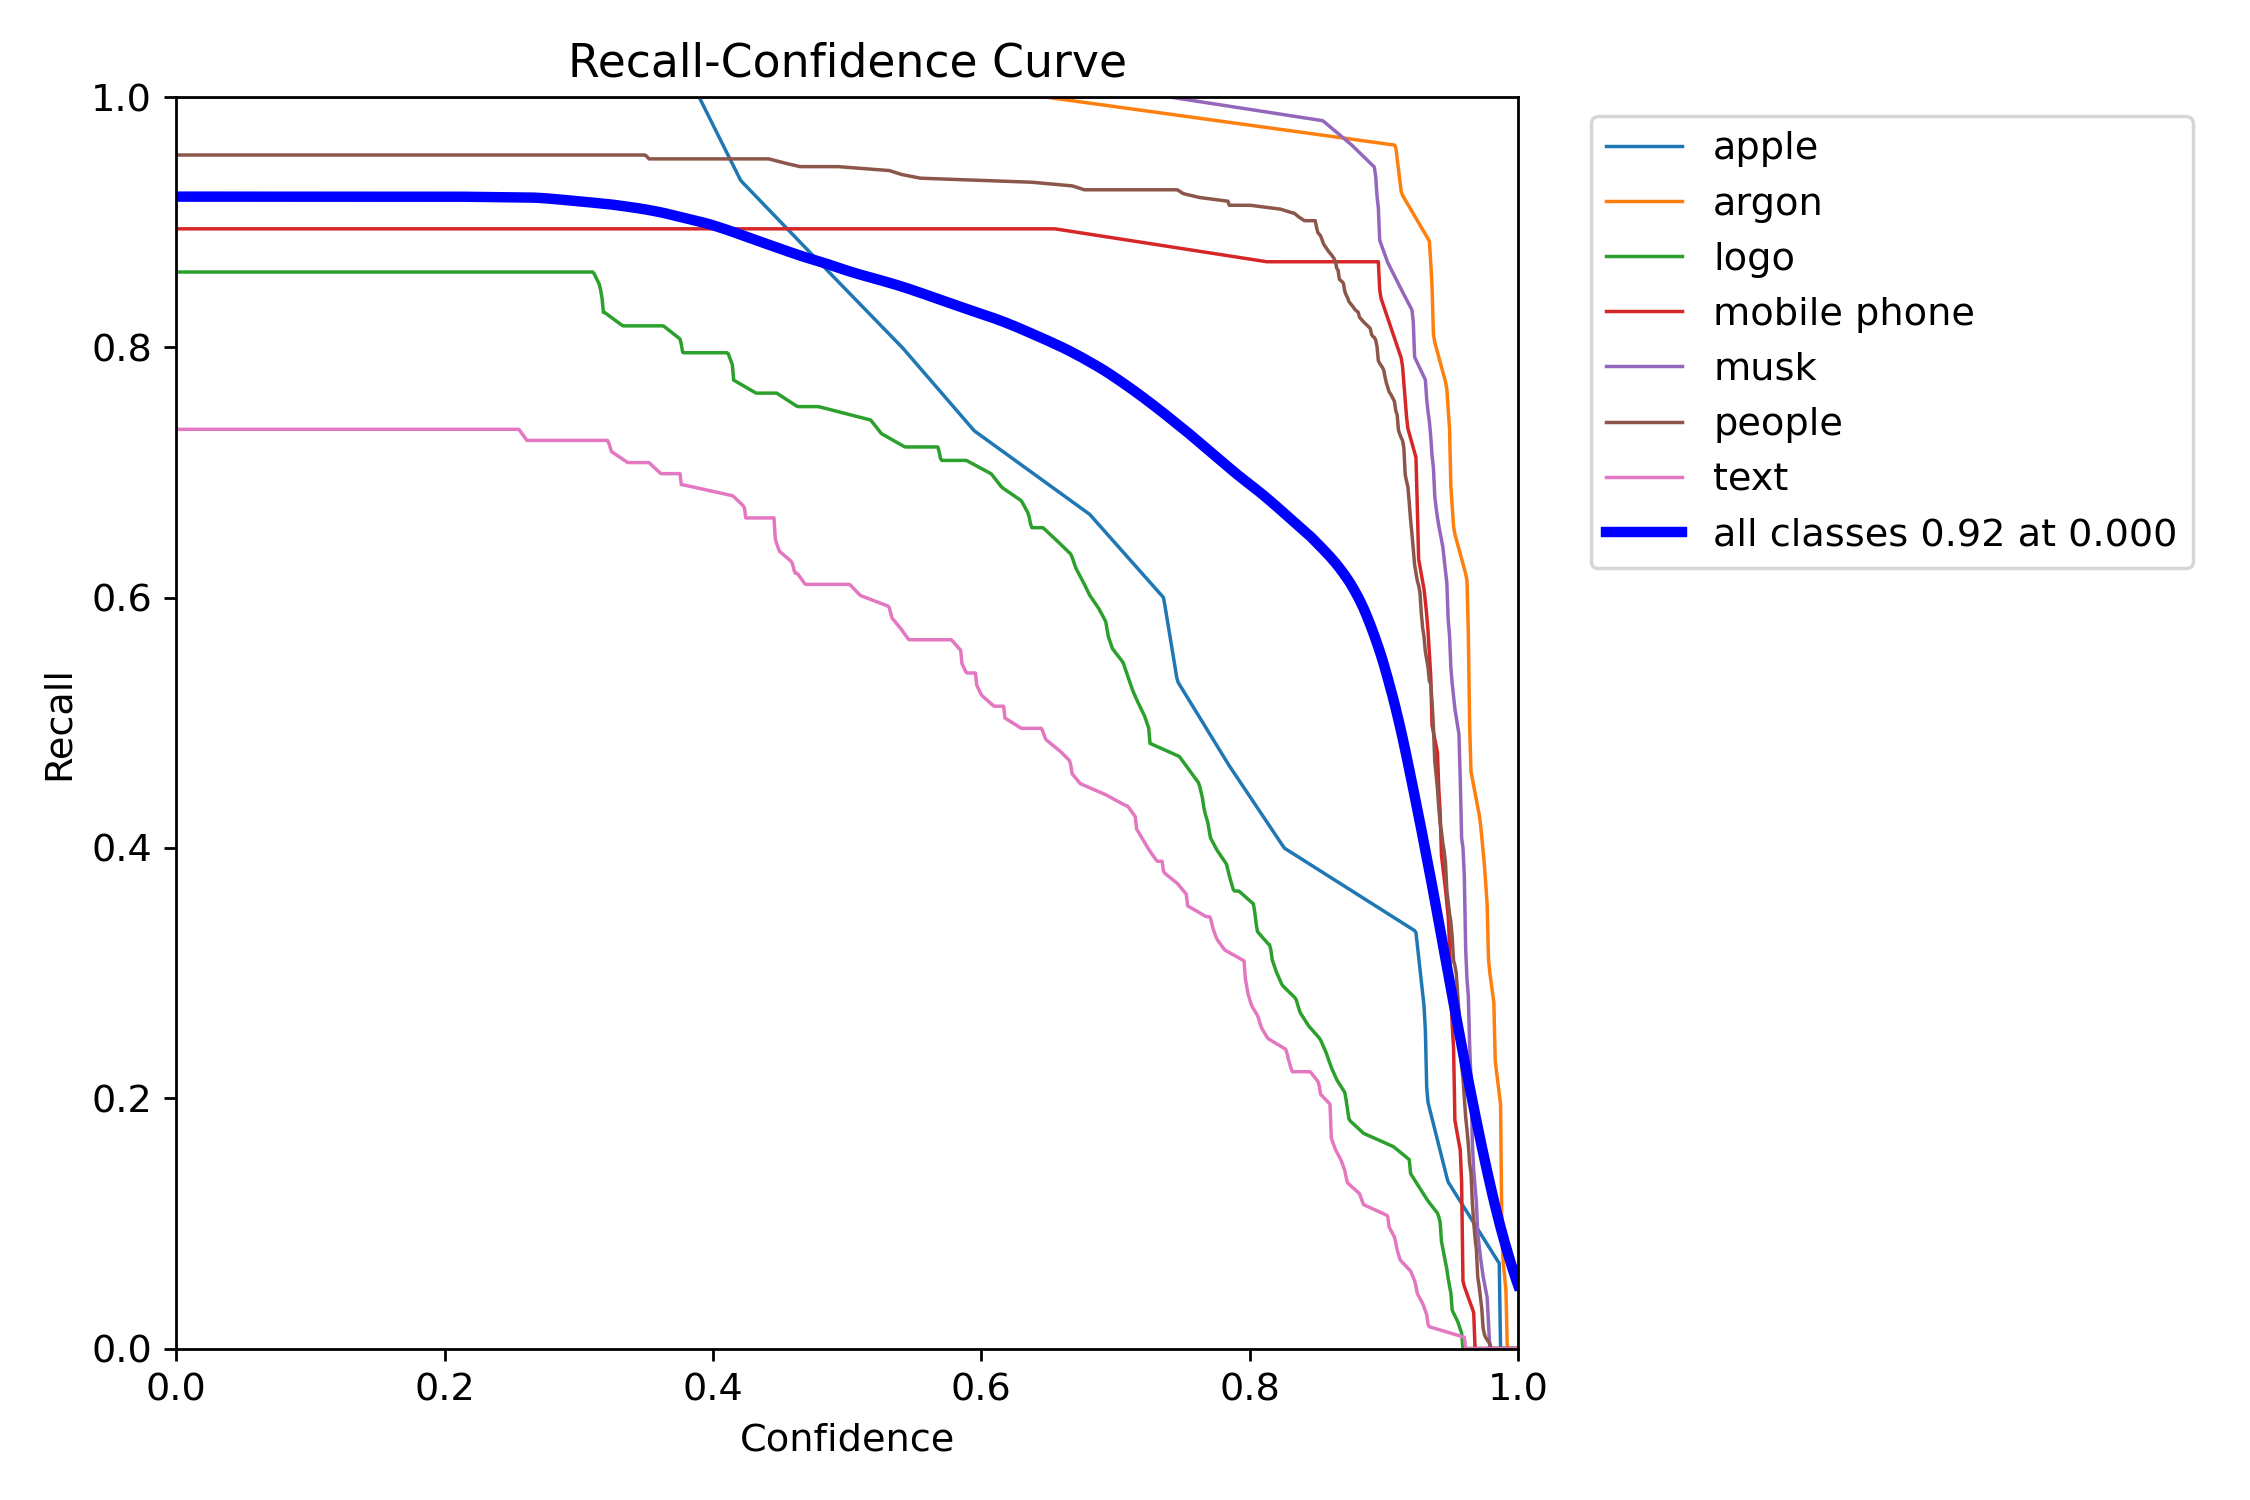 Recall-Confidence Curve
1.0
0.8
0.6
0.4
0.2
0.0
Recall
0.0 0.2 0.4 0.6 0.8 1.0
Confidence
apple
argon
logo
mobile phone
musk
people
text
all classes 0.92 at 0.000